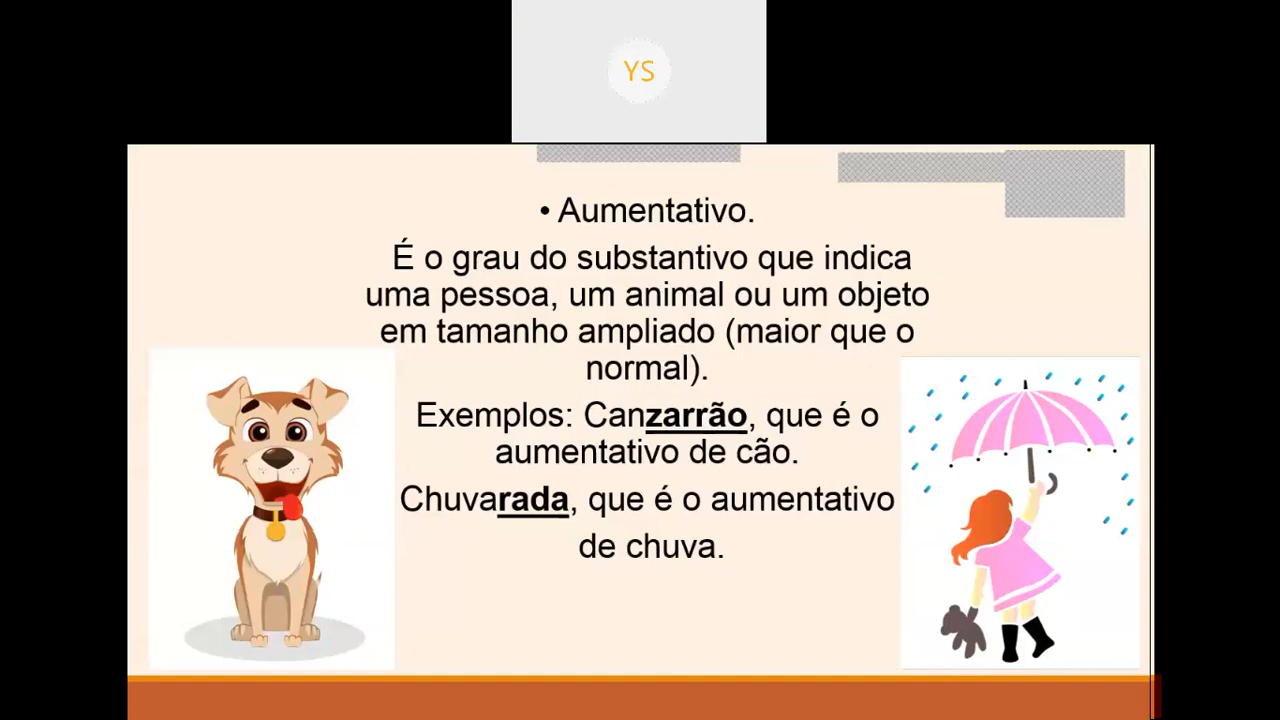 YS
• Aumentativo.
É o grau do substantivo que indica
uma pessoa, um animal ou um objeto
em tamanho ampliado (maior que o
normal).
Exemplos: Canzarrão, que é o
aumentativo de cão.
Chuvarada, que é o aumentativo
de chuva.